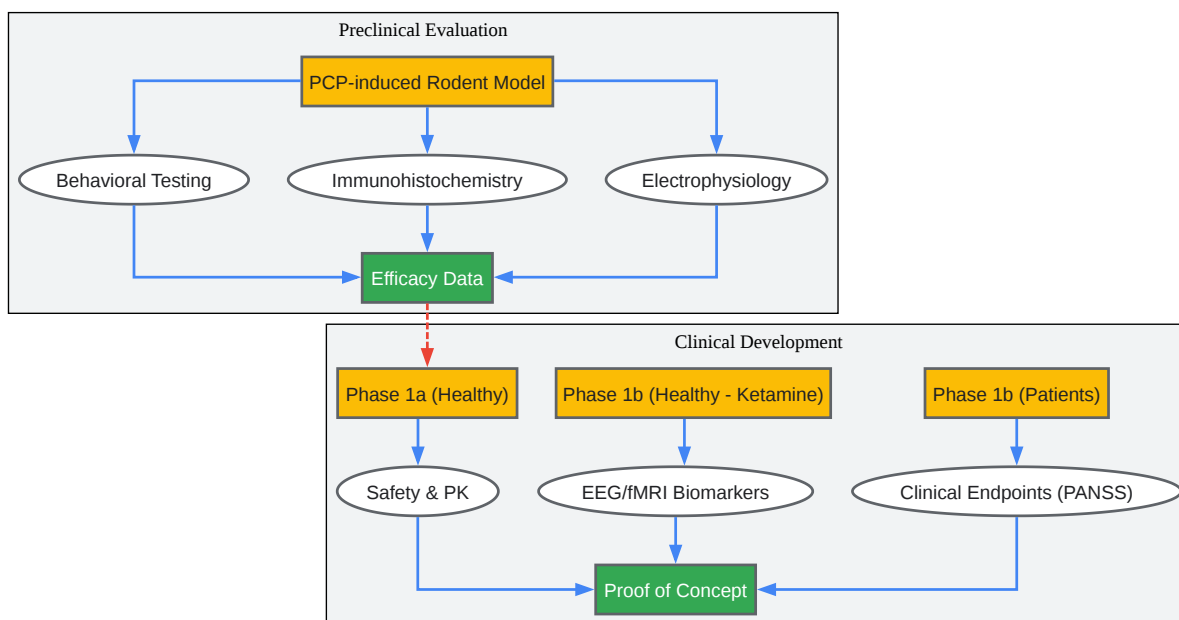 Preclinical Evaluation
PCP-induced Rodent Model
Behavioral Testing
Immunohistochemistry
Electrophysiology
Efficacy Data
Clinical Development
Phase 1a (Healthy)
Phase 1b (Healthy - Ketamine)
Phase 1b (Patients)
Safety & PK
EEG/fMRI Biomarkers
Clinical Endpoints (PANSS)
Proof of Concept